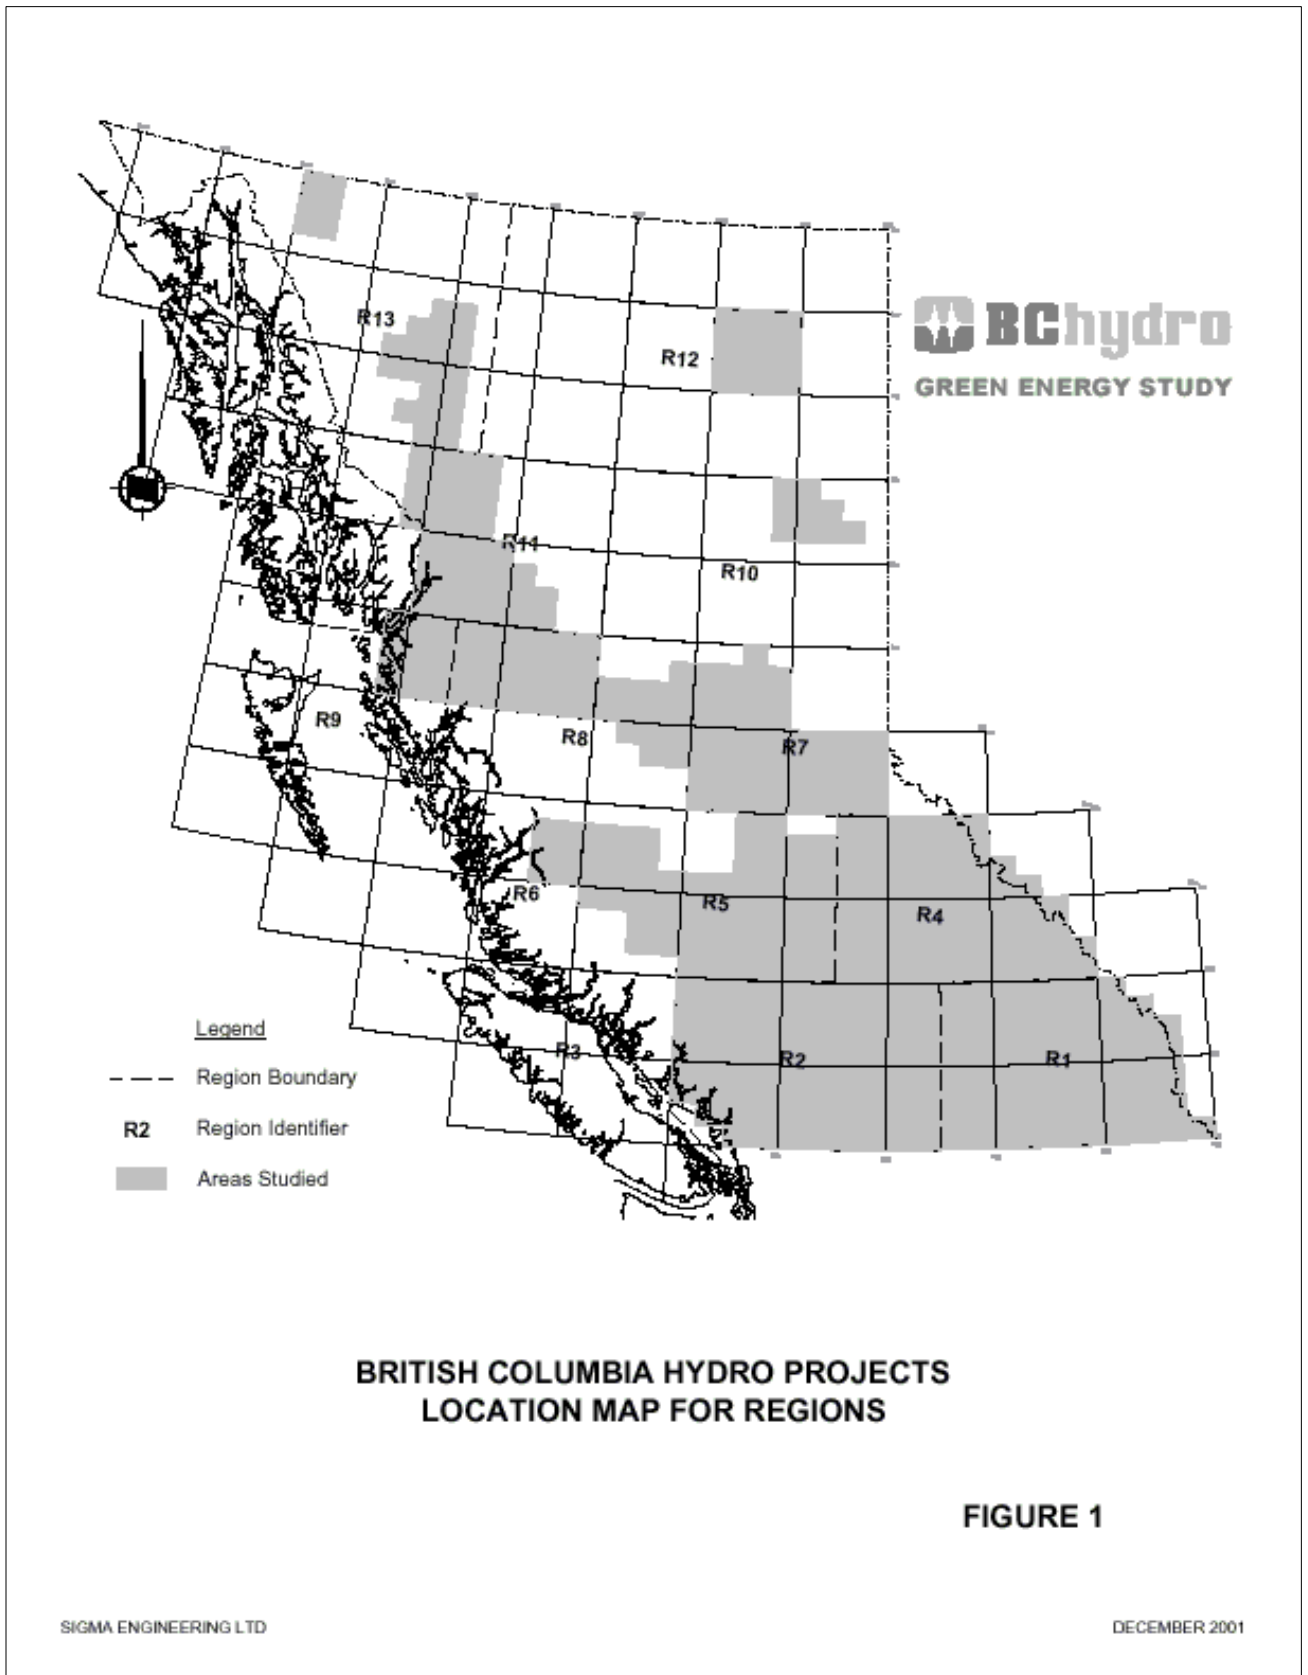 R13
R12
BChydro
GREEN ENERGY STUDY
R11
R10
R9
R8
R7
R6
R5
R4
Legend
R3
R2
R1
Region Boundary
R2 Region Identifier
Areas Studied
BRITISH COLUMBIA HYDRO PROJECTS
LOCATION MAP FOR REGIONS
FIGURE 1
SIGMA ENGINEERING LTD
DECEMBER 2001